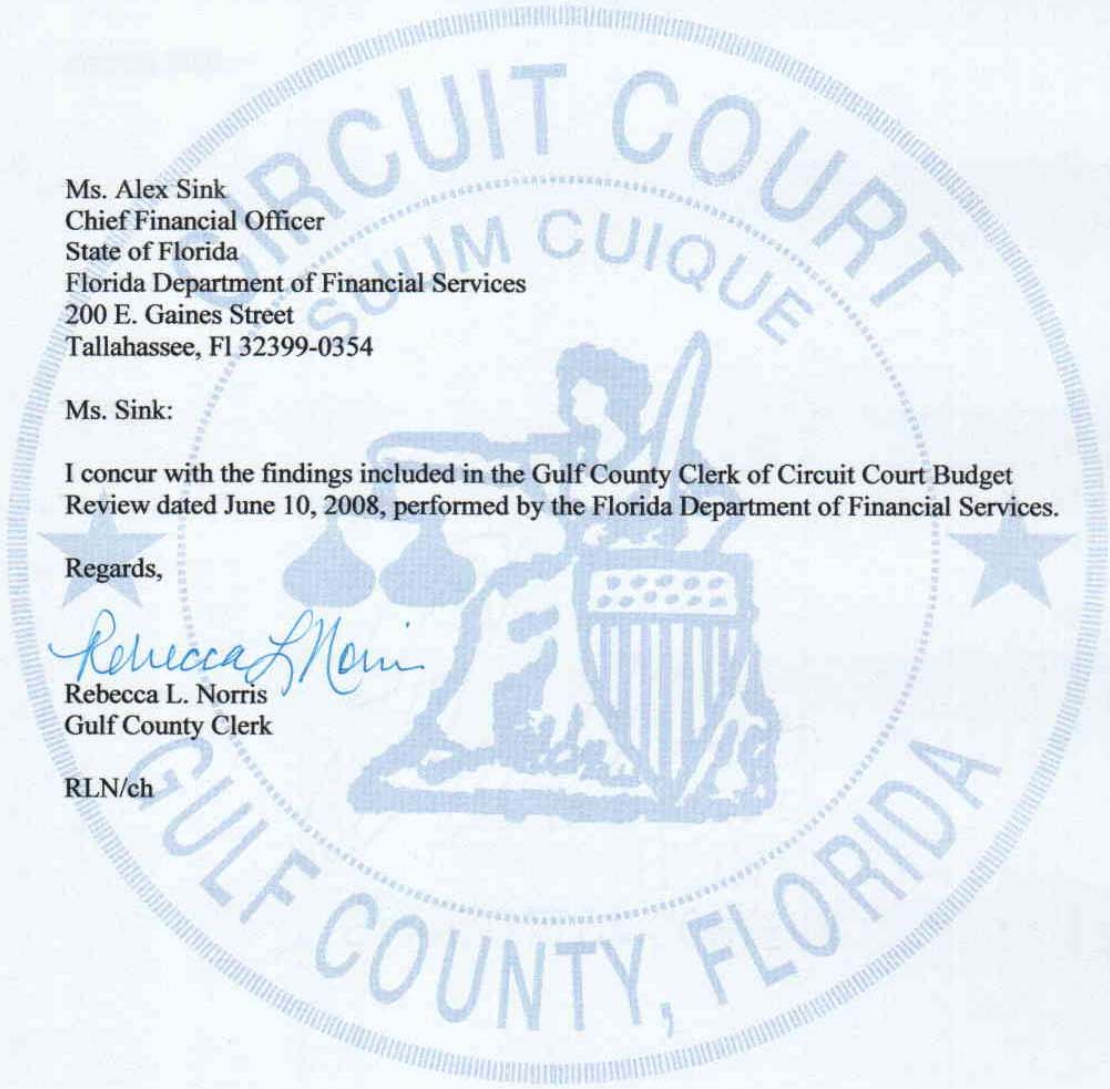 CIRCUIT COURT
SUUM CUIQUE
Ms. Alex Sink
Chief Financial Officer
State of Florida
Florida Department of Financial Services
200 E. Gaines Street
Tallahassee, Fl 32399-0354
Ms. Sink:
I concur with the findings included in the Gulf County Clerk of Circuit Court Budget
Review dated June 10, 2008, performed by the Florida Department of Financial Services.
Regards,
Rebecca L Norris
Rebecca L. Norris
Gulf County Clerk
RLN/ch
GULF COUNTY, FLORIDA